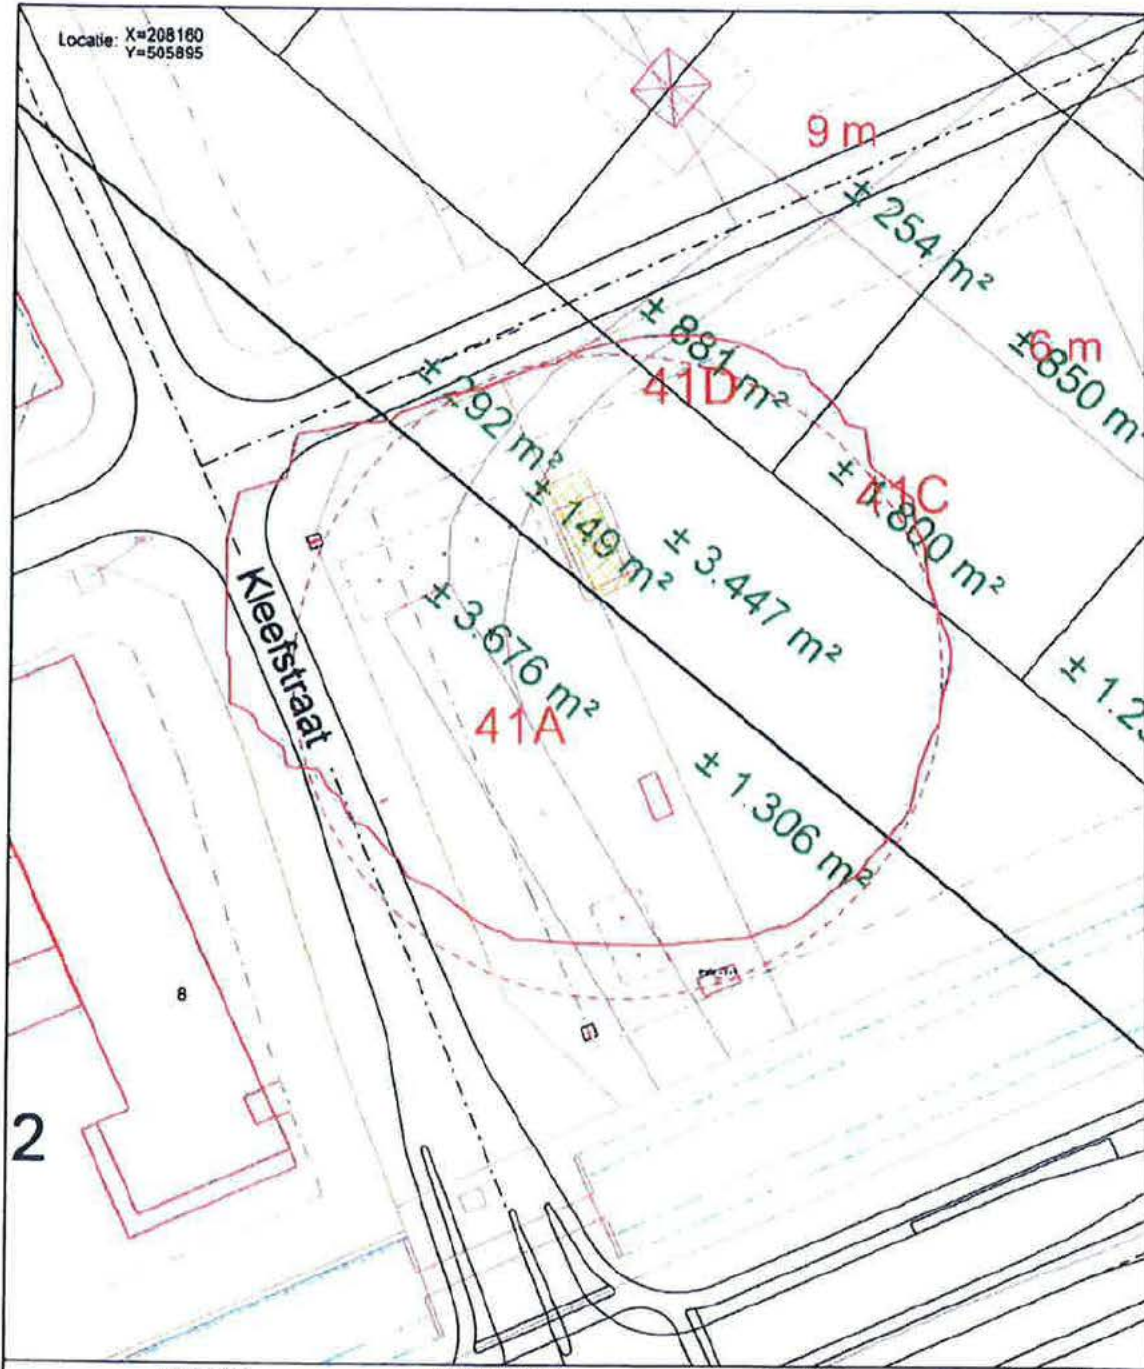 Locatie: X=208160
Y=505895
9 m
± 254 m²
6 m
± 850 m²
± 881 m²
41D
± 292 m²
41C
± 149 m²
± 3.447 m²
± 3.676 m²
41A
Kleefstraat
± 1.306 m²
8
2